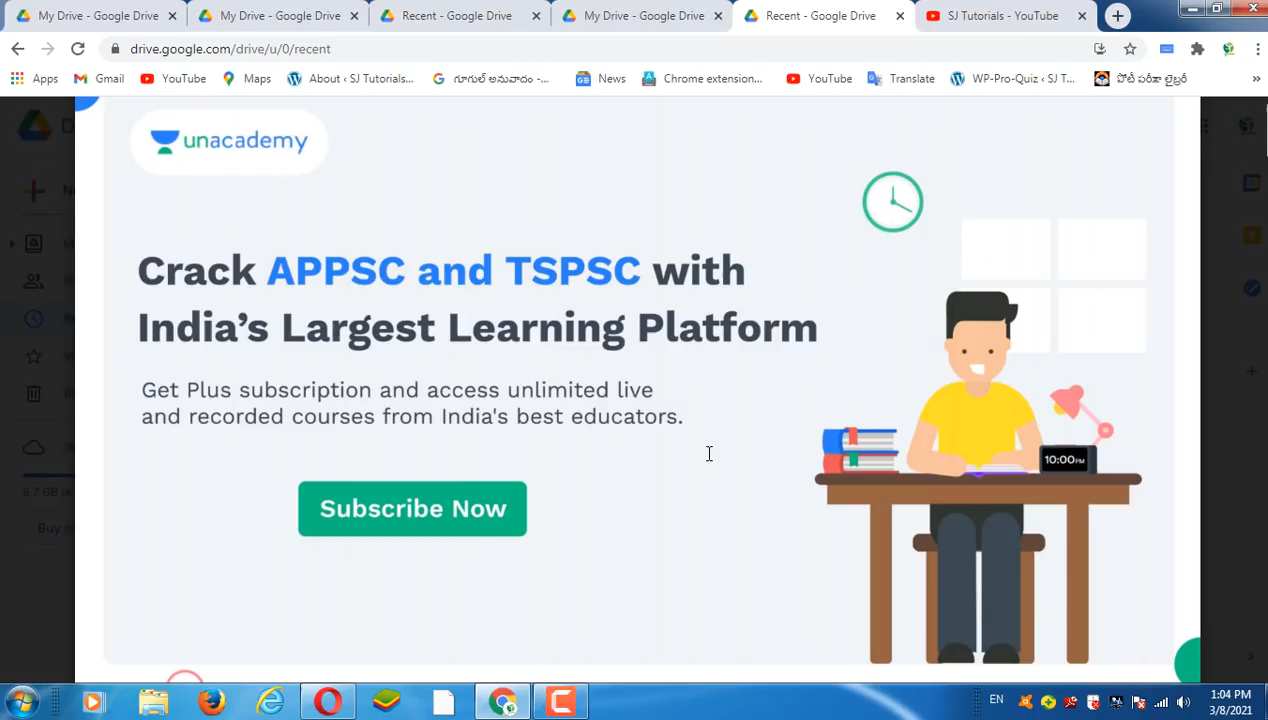 My Drive - Google Drive
My Drive - Google Drive
Recent - Google Drive
My Drive - Google Drive
Recent - Google Drive
SJ Tutorials - YouTube
drive.google.com/drive/u/0/recent
Apps
Gmail
YouTube
Maps
About ‹ SJ Tutorials...
గూగుల్ అనువాదం -...
News
Chrome extension...
YouTube
Translate
WP-Pro-Quiz ‹ SJ T...
పోటీ పరీక్షా లైబ్రరీ
unacademy
Crack APPSC and TSPSC with
India's Largest Learning Platform
Get Plus subscription and access unlimited live
and recorded courses from India's best educators.
10:00PM
Subscribe Now
EN
1:04 PM
3/8/2021